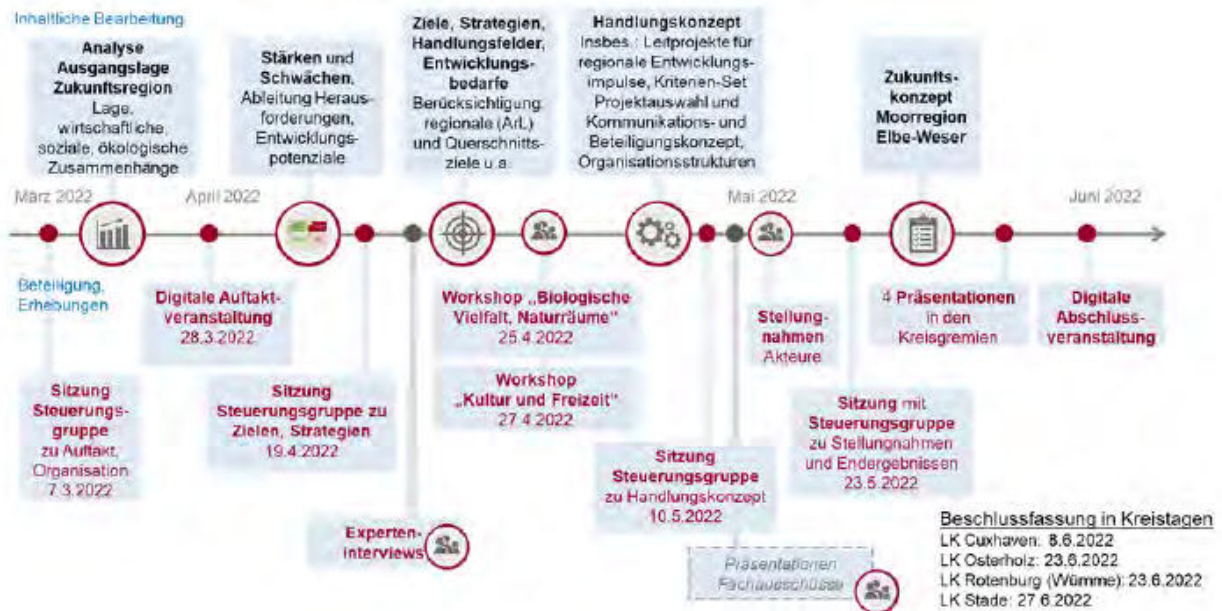 Inhaltliche Bearbeitung
Analyse
Ausgangslage
Zukunftsregion
Lage,
wirtschaftliche,
soziale, ökologische
Zusammenhänge
Stärken und
Schwächen,
Ableitung Heraus-
forderungen,
Entwicklungs-
potenziale
Ziele, Strategien,
Handlungsfelder,
Entwicklungs-
bedarfe
Berücksichtigung
regionale (ArL)
und Querschnitts-
ziele u.a.
Handlungskonzept
Insbes.: Leitprojekte für
regionale Entwicklungs-
impulse, Kriterien-Set
Projektauswahl und
Kommunikations- und
Beteiligungskonzept,
Organisationsstrukturen
Zukunfts-
konzept
Moorregion
Elbe-Weser
März 2022
April 2022
Mai 2022
Juni 2022
Beteiligung,
Erhebungen
Sitzung
Steuerungs-
gruppe
zu Auftakt,
Organisation
7.3.2022
Digitale Auftakt-
veranstaltung
28.3.2022
Sitzung
Steuerungsgruppe zu
Zielen, Strategien
19.4.2022
Experten-
interviews
Workshop „Biologische
Vielfalt, Naturräume“
25.4.2022
Workshop
„Kultur und Freizeit“
27.4.2022
Sitzung
Steuerungsgruppe
zu Handlungskonzept
10.5.2022
Präsentationen
Fachausschüsse
Stellung-
nahmen
Akteure
Sitzung mit
Steuerungsgruppe
zu Stellungnahmen
und Endergebnissen
23.5.2022
4 Präsentationen
in den
Kreisgremien
Digitale
Abschluss-
veranstaltung
Beschlussfassung in Kreistagen
LK Cuxhaven: 8.6.2022
LK Osterholz: 23.6.2022
LK Rotenburg (Wümme): 23.6.2022
LK Stade: 27.6.2022